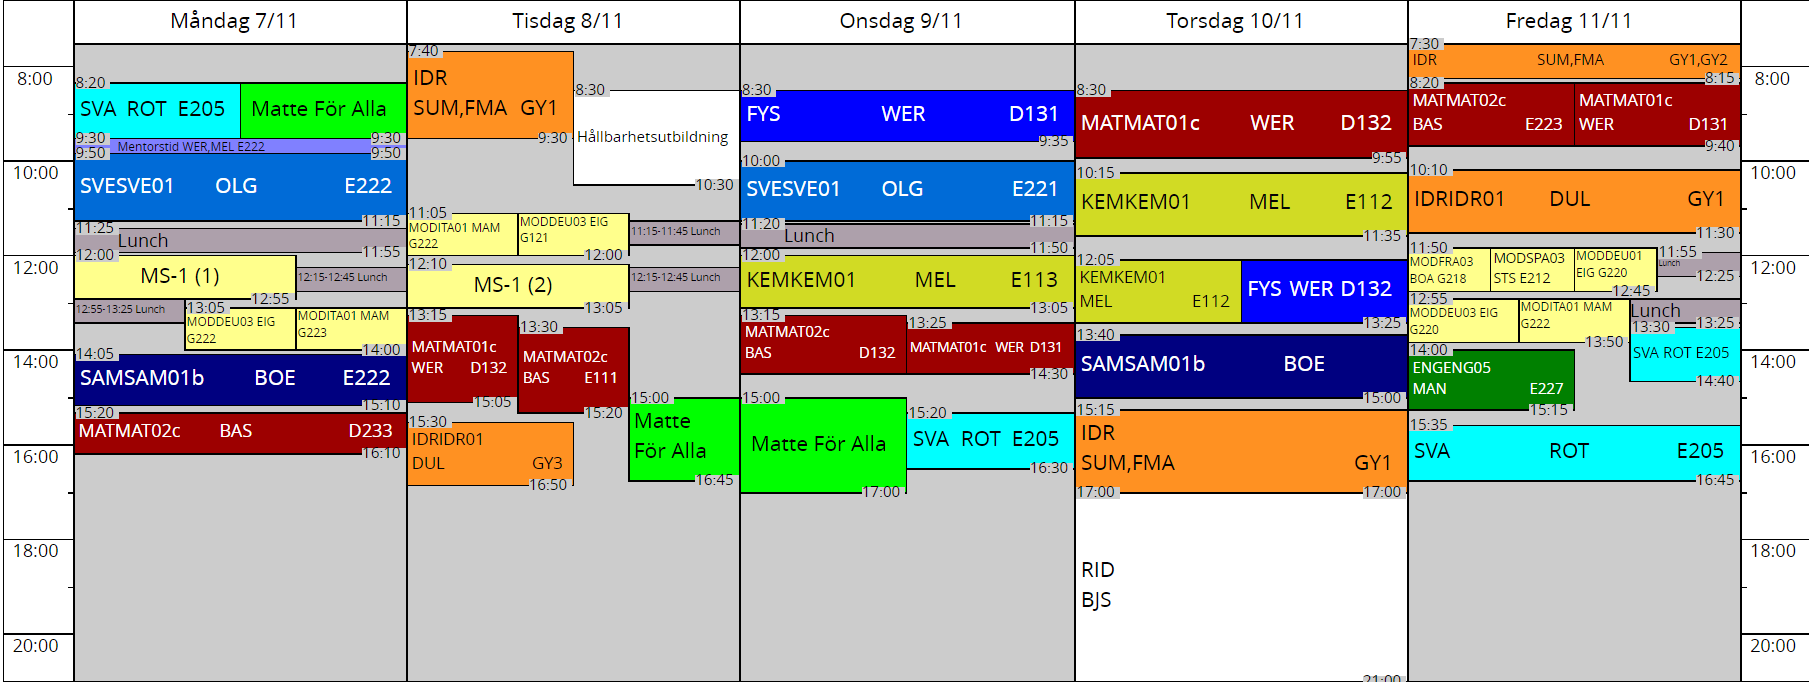 Måndag 7/11
Tisdag 8/11
Onsdag 9/11
Torsdag 10/11
Fredag 11/11
8:00
10:00
12:00
14:00
16:00
18:00
20:00
8:20
SVA ROT E205
9:30
Matte För Alla
9:30
Mentorstid WER,MEL E222
9:50
9:50
SVESVE01 OLG E222
11:15
11:25
Lunch
11:55
12:00
MS-1 (1)
12:55
12:15-12:45 Lunch
12:55-13:25 Lunch
13:05
MODDEU03 EIG
G222
MODITA01 MAM
G223
14:00
14:05
SAMSAM01b BOE E222
15:10
15:20
MATMAT02c BAS D233
16:10
7:40
IDR
SUM,FMA GY1
9:30
8:30
Hållbarhetsutbildning
10:30
11:05
MODITA01 MAM
G222
MODDEU03 EIG
G121
12:00
11:15-11:45 Lunch
12:10
MS-1 (2)
13:05
12:15-12:45 Lunch
13:15
MATMAT01c
WER D132
15:05
13:30
MATMAT02c
BAS E111
15:20
15:00
Matte
För Alla
16:45
15:30
IDRIDR01
DUL GY3
16:50
8:30
FYS WER D131
9:35
10:00
SVESVE01 OLG E221
11:15
11:20
Lunch
11:50
12:00
KEMKEM01 MEL E113
13:05
13:15
MATMAT02c
BAS D132
13:25
MATMAT01c WER D131
14:30
15:00
Matte För Alla
17:00
15:20
SVA ROT E205
16:30
8:30
MATMAT01c WER D132
9:55
10:15
KEMKEM01 MEL E112
11:35
12:05
KEMKEM01
MEL E112
FYS WER D132
13:25
13:40
SAMSAM01b BOE
15:00
15:15
IDR
SUM,FMA GY1
17:00
17:00
RID
BJS
21:00
7:30
IDR SUM,FMA GY1,GY2
8:15
8:20
MATMAT02c
BAS E223
MATMAT01c
WER D131
9:40
10:10
IDRIDR01 DUL GY1
11:30
11:50
MODFRA03
BOA G218
MODSPA03
STS E212
MODDEU01
EIG G220
12:45
11:55
Lunch
12:25
12:55
MODDEU03 EIG
G220
MODITA01 MAM
G222
13:50
Lunch
13:25
13:30
SVA ROT E205
14:40
14:00
ENGENG05
MAN E227
15:15
15:35
SVA ROT E205
16:45
8:00
10:00
12:00
14:00
16:00
18:00
20:00